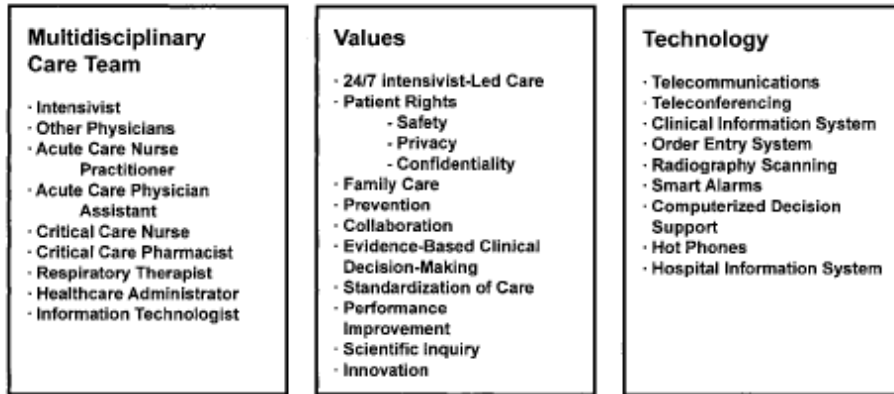 Multidisciplinary
Care Team
· Intensivist
· Other Physicians
· Acute Care Nurse
Practitioner
· Acute Care Physician
Assistant
· Critical Care Nurse
· Critical Care Pharmacist
· Respiratory Therapist
· Healthcare Administrator
· Information Technologist
Values
· 24/7 intensivist-Led Care
· Patient Rights
- Safety
- Privacy
- Confidentiality
· Family Care
· Prevention
· Collaboration
· Evidence-Based Clinical
Decision-Making
· Standardization of Care
· Performance
Improvement
· Scientific Inquiry
· Innovation
Technology
· Telecommunications
· Teleconferencing
· Clinical Information System
· Order Entry System
· Radiography Scanning
· Smart Alarms
· Computerized Decision
Support
· Hot Phones
· Hospital Information System